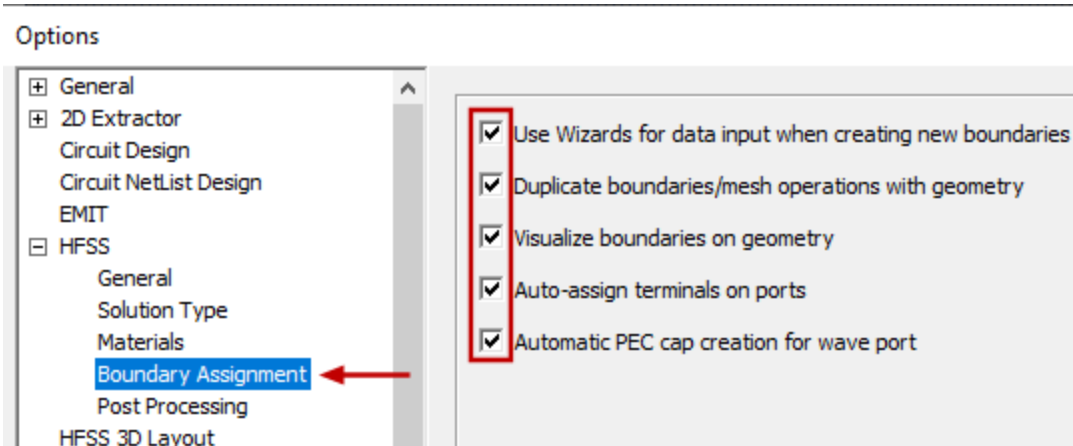 Options
General
2D Extractor
Circuit Design
Circuit NetList Design
EMIT
HFSS
General
Solution Type
Materials
Boundary Assignment
Post Processing
HFSS 3D Layout
Use Wizards for data input when creating new boundaries
Duplicate boundaries/mesh operations with geometry
Visualize boundaries on geometry
Auto-assign terminals on ports
Automatic PEC cap creation for wave port